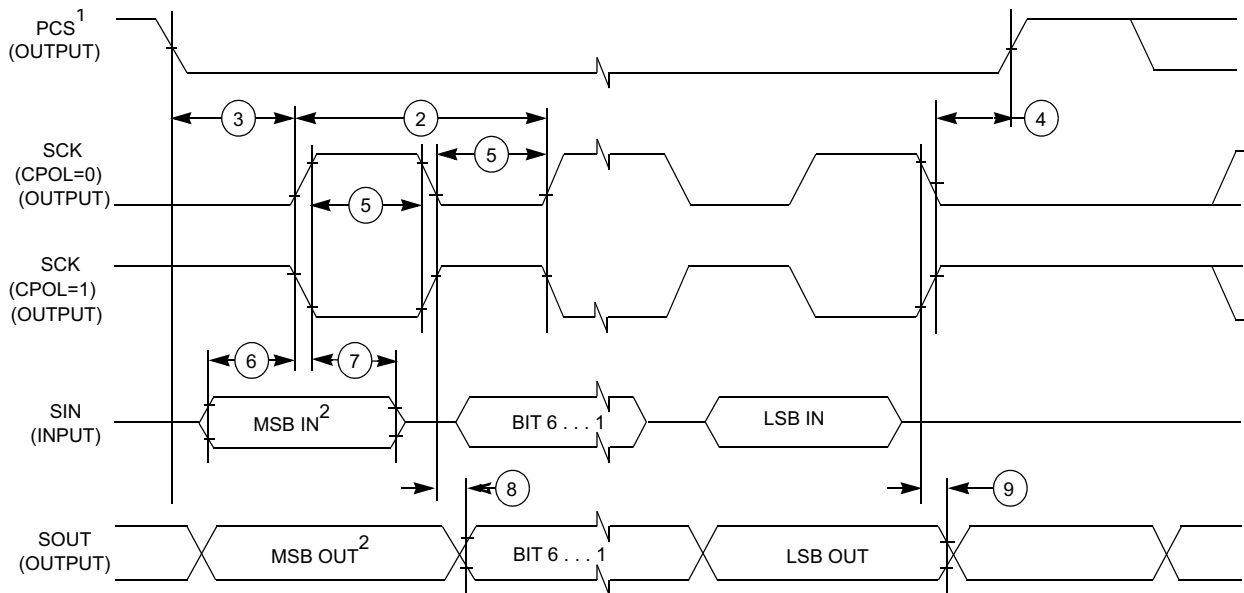 PCS1
(OUTPUT)
3
2
4
SCK
(CPOL=0)
(OUTPUT)
5
5
SCK
(CPOL=1)
(OUTPUT)
6
7
SIN
(INPUT)
MSB IN2
BIT 6 . . . 1
LSB IN
8
9
SOUT
(OUTPUT)
MSB OUT2
BIT 6 . . . 1
LSB OUT